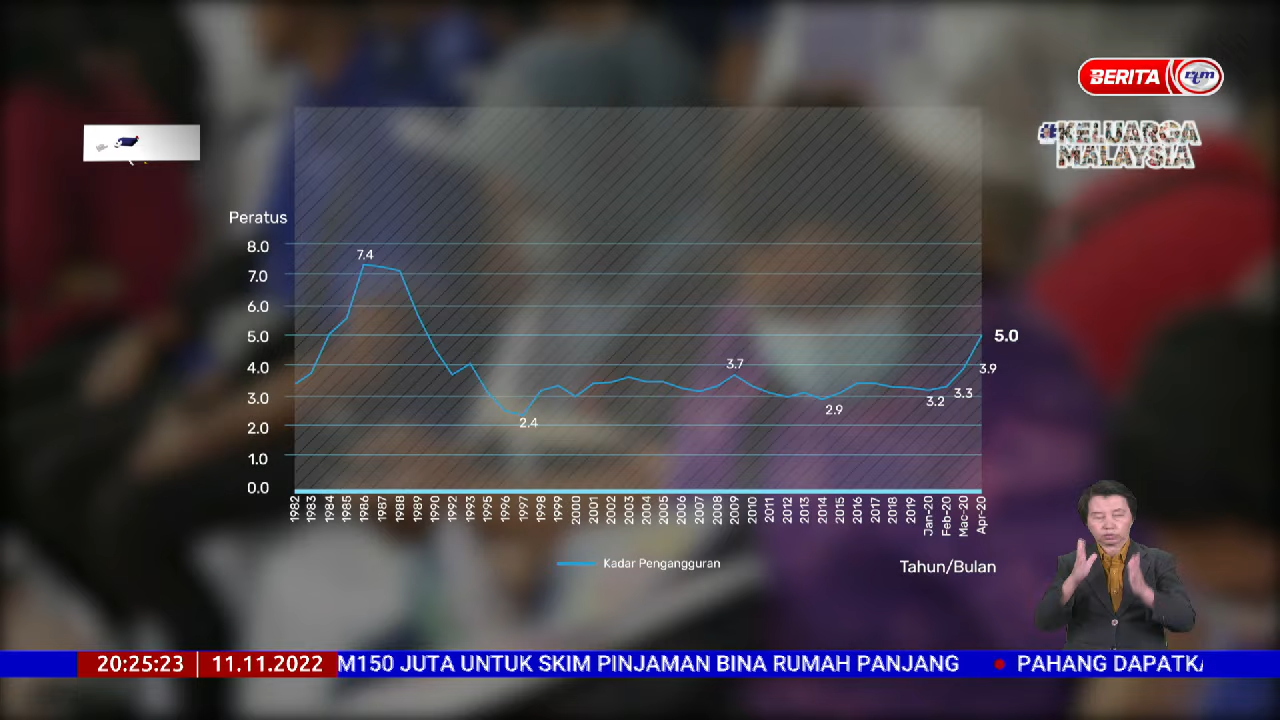 BERITA rtm
#KELUARGA
MALAYSIA
Peratus
8.0
7.0
6.0
5.0
4.0
3.0
2.0
1.0
0.0
7.4
2.4
3.7
2.9
3.2
3.3
3.9
5.0
1982 1983 1984 1985 1986 1987 1988 1989 1990 1992 1993 1995 1996 1997 1998 1999 2000 2001 2002 2003 2004 2005 2006 2007 2008 2009 2010 2011 2012 2013 2014 2015 2016 2017 2018 2019 Jan-20 Feb-20 Mac-20 Apr-20
Kadar Pengangguran
Tahun/Bulan
20:25:23 11.11.2022 M150 JUTA UNTUK SKIM PINJAMAN BINA RUMAH PANJANG • PAHANG DAPATKA